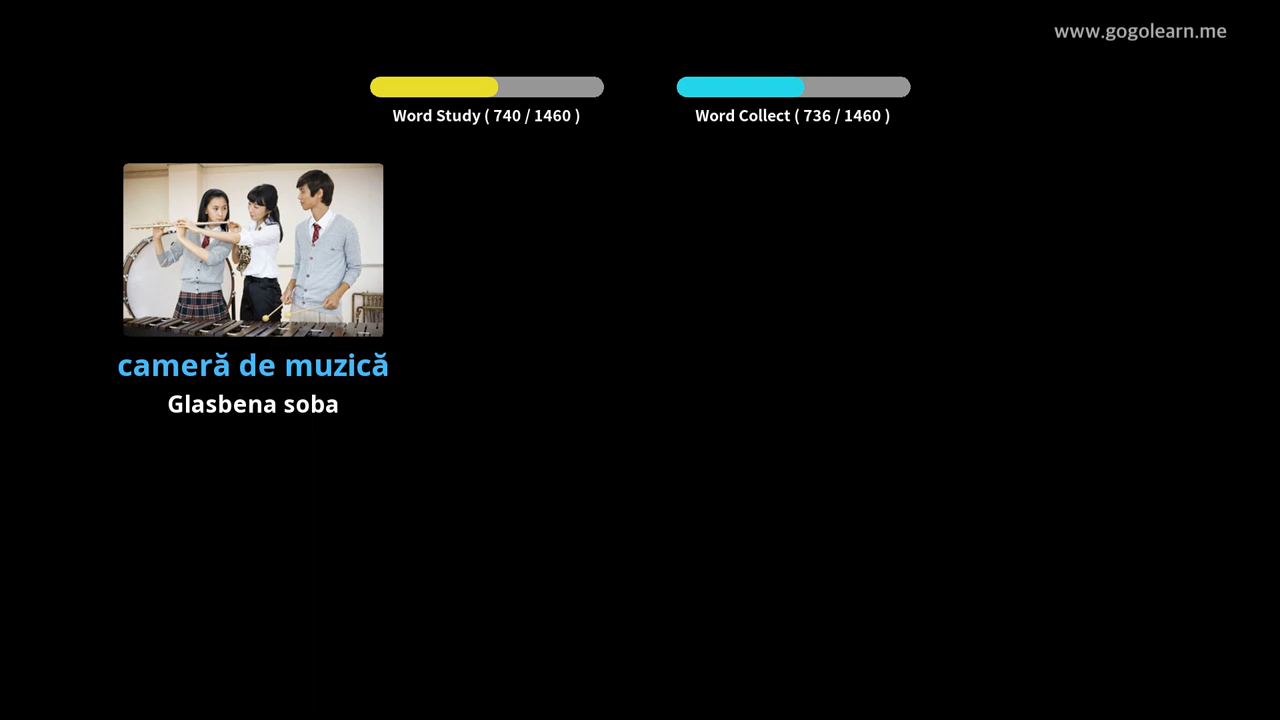 www.gogolearn.me
Word Study ( 740 / 1460 )
Word Collect ( 736 / 1460 )
cameră de muzică
Glasbena soba